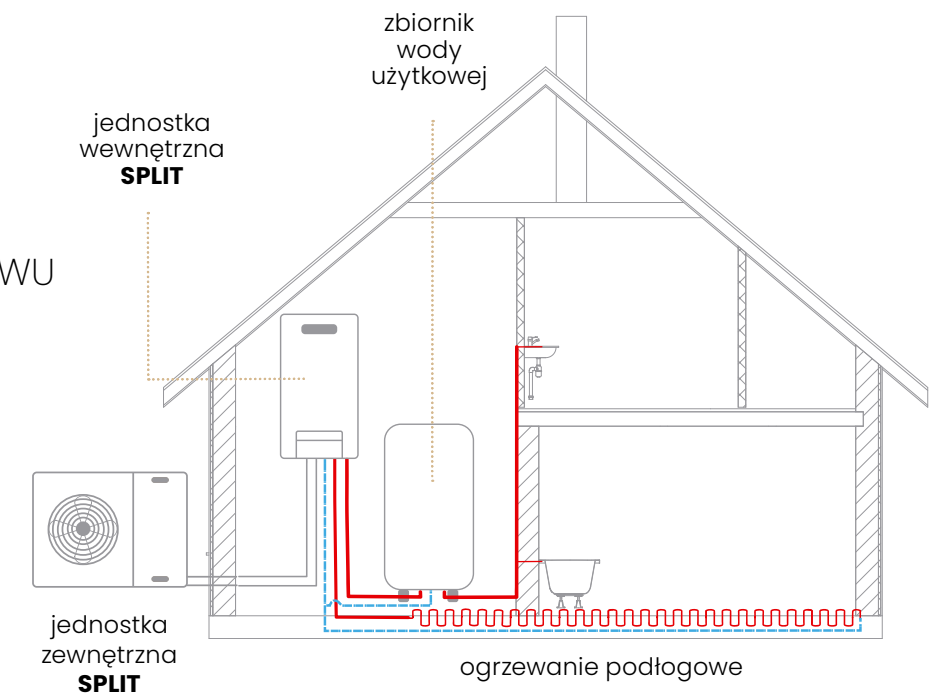 zbiornik
wody
użytkowej
jednostka
wewnętrzna
SPLIT
WU
jednostka
zewnętrzna
SPLIT
ogrzewanie podłogowe